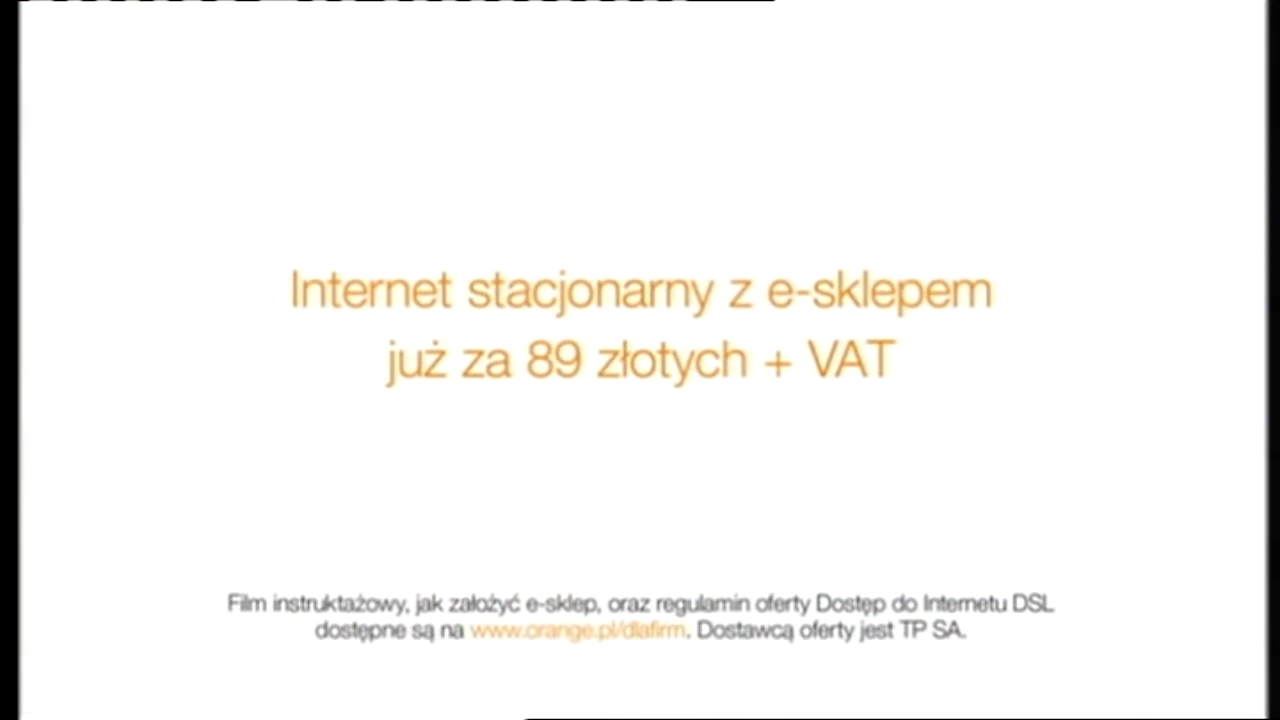 Internet stacjonarny z e-sklepem
już za 89 złotych + VAT
Film instruktażowy, jak założyć e-sklep, oraz regulamin oferty Dostęp do Internetu DSL
dostępne są na www.orange.pl/dlafirm. Dostawcą oferty jest TP SA.